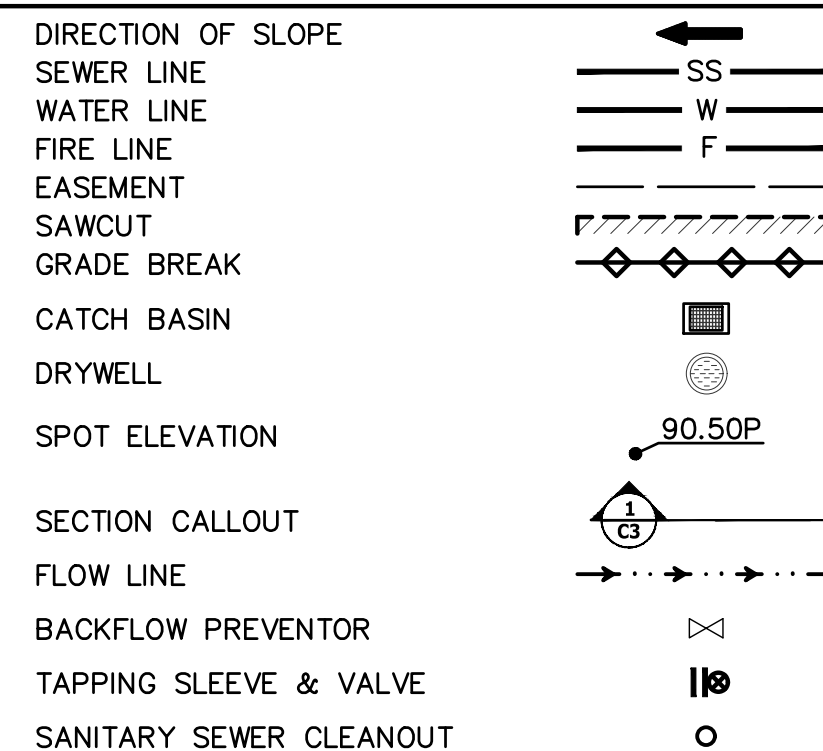 DIRECTION OF SLOPE
SEWER LINE SS
WATER LINE W
FIRE LINE F
EASEMENT
SAWCUT
GRADE BREAK
CATCH BASIN
DRYWELL
SPOT ELEVATION 90.50P
SECTION CALLOUT 1
C3
FLOW LINE
BACKFLOW PREVENTOR
TAPPING SLEEVE & VALVE
SANITARY SEWER CLEANOUT